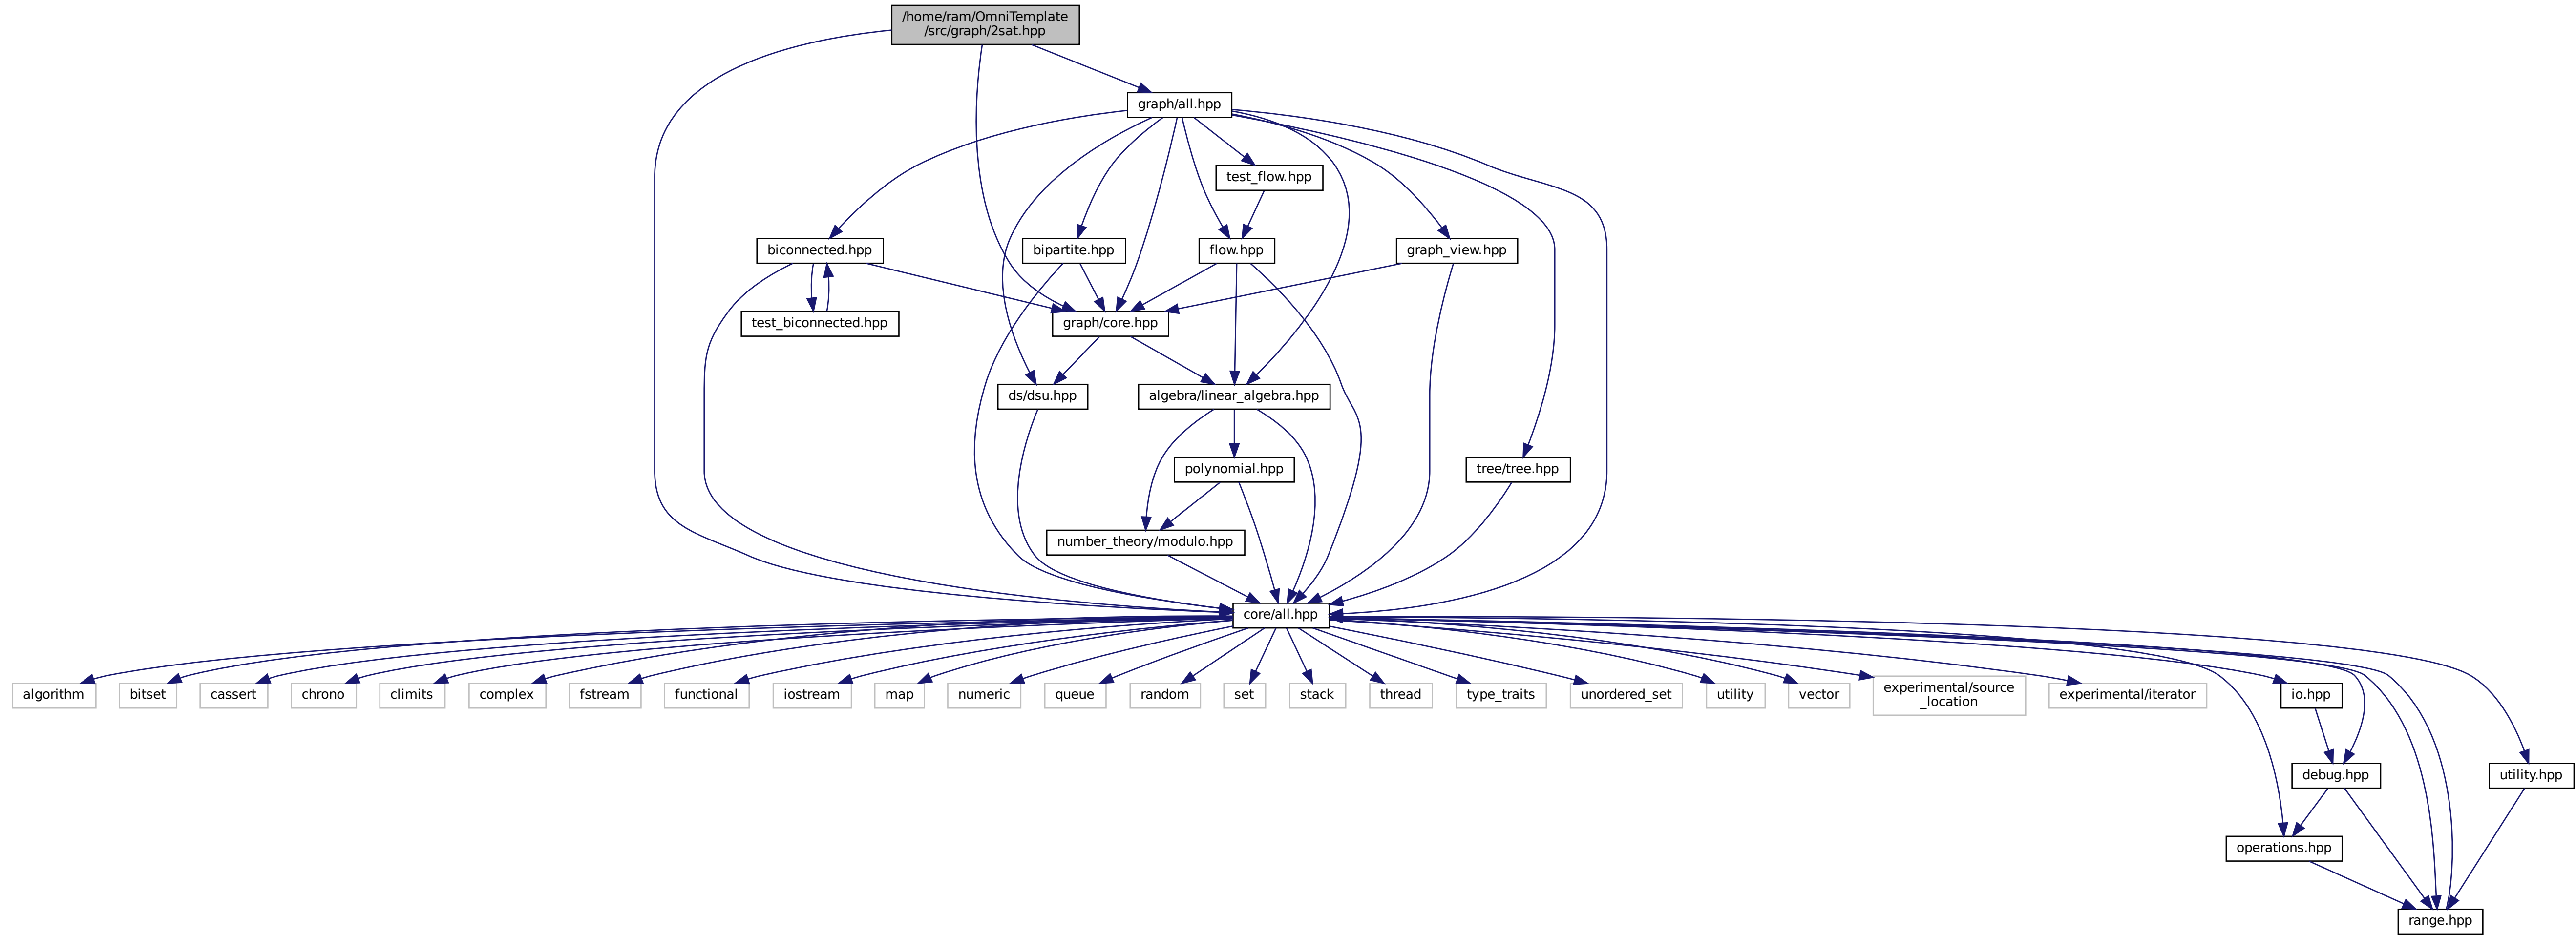 /home/ram/OmniTemplate
/src/graph/2sat.hpp
graph/all.hpp
test_flow.hpp
biconnected.hpp
bipartite.hpp
flow.hpp
graph_view.hpp
test_biconnected.hpp
graph/core.hpp
ds/dsu.hpp
algebra/linear_algebra.hpp
polynomial.hpp
tree/tree.hpp
number_theory/modulo.hpp
core/all.hpp
algorithm
bitset
cassert
chrono
climits
complex
fstream
functional
iostream
map
numeric
queue
random
set
stack
thread
type_traits
unordered_set
utility
vector
experimental/source
_location
experimental/iterator
io.hpp
debug.hpp
utility.hpp
operations.hpp
range.hpp